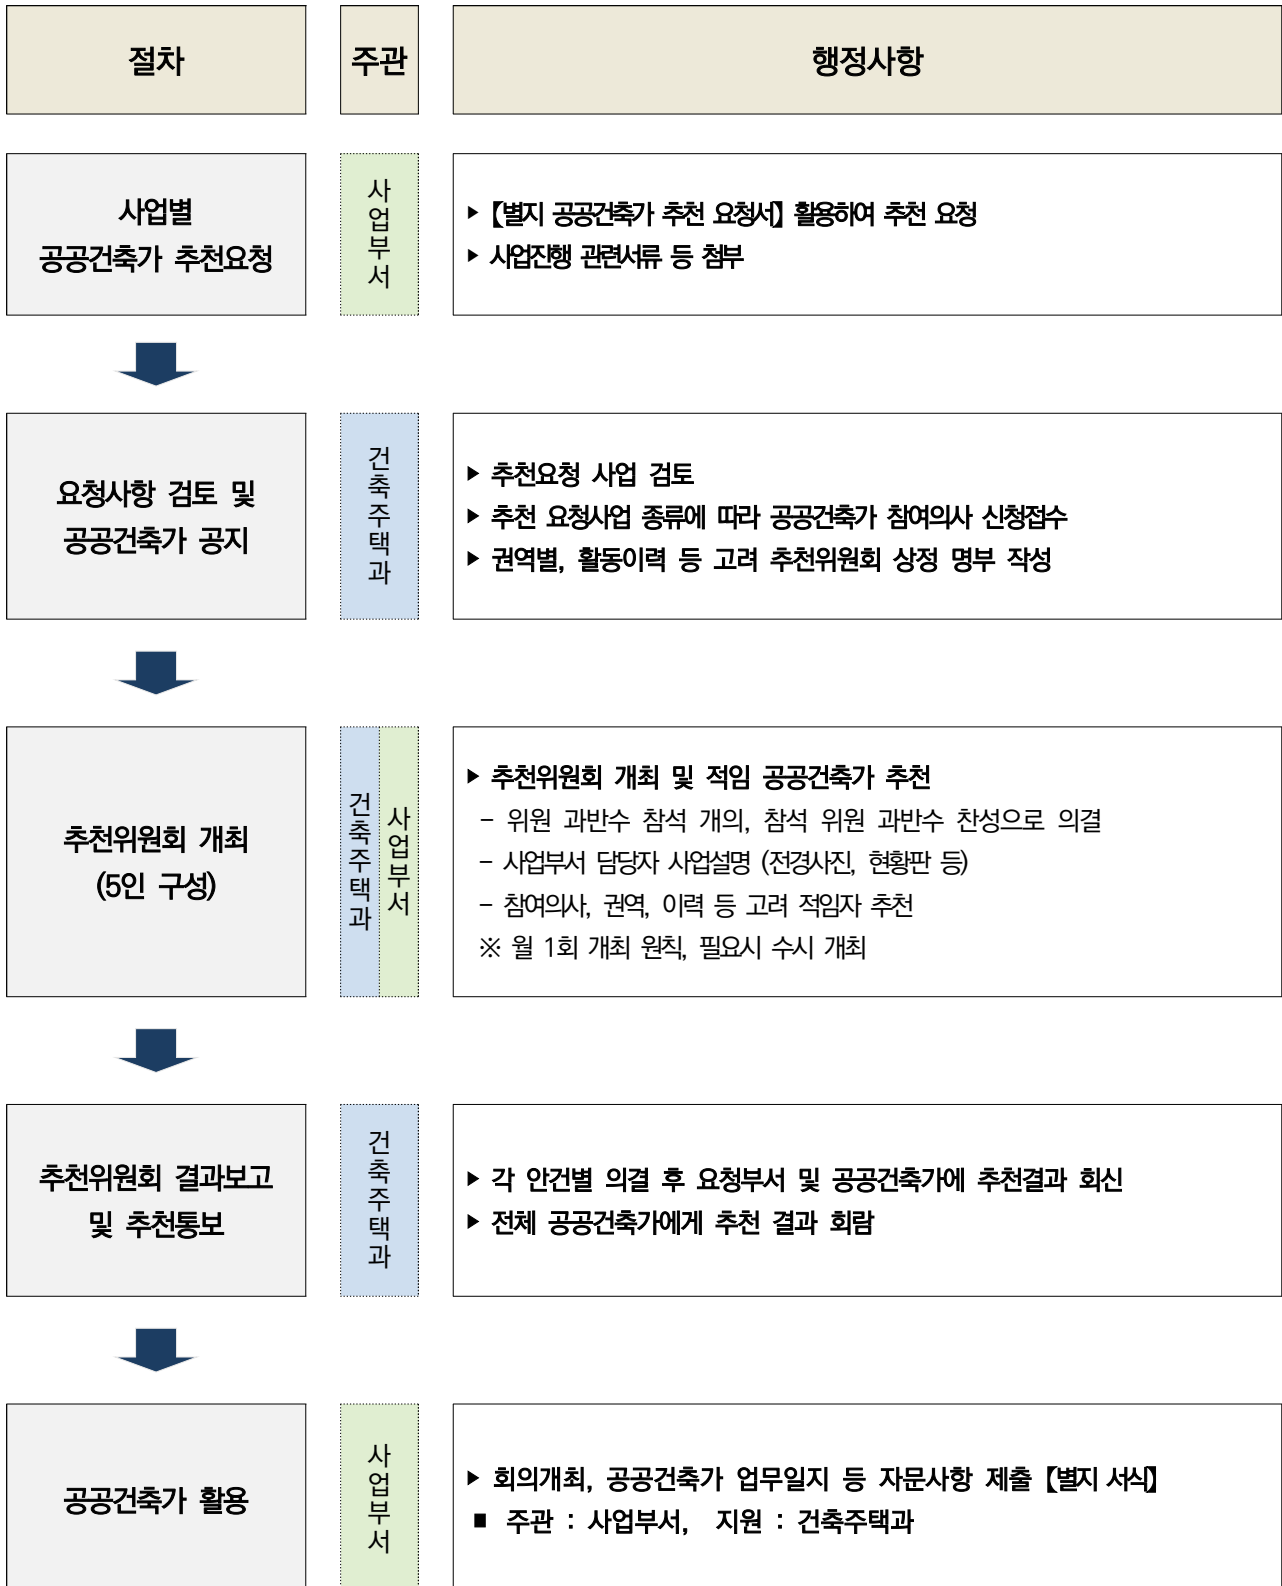 절차
주관
행정사항
사업별
공공건축가 추천요청
사업부서
▶ 【별지 공공건축가 추천 요청서】 활용하여 추천 요청
▶ 사업진행 관련서류 등 첨부
요청사항 검토 및
공공건축가 공지
건축주택과
▶ 추천요청 사업 검토
▶ 추천 요청사업 종류에 따라 공공건축가 참여의사 신청접수
▶ 권역별, 활동이력 등 고려 추천위원회 상정 명부 작성
추천위원회 개최
(5인 구성)
건축주택과
사업부서
▶ 추천위원회 개최 및 적임 공공건축가 추천
- 위원 과반수 참석 개의, 참석 위원 과반수 찬성으로 의결
- 사업부서 담당자 사업설명 (전경사진, 현황판 등)
- 참여의사, 권역, 이력 등 고려 적임자 추천
※ 월 1회 개최 원칙, 필요시 수시 개최
추천위원회 결과보고
및 추천통보
건축주택과
▶ 각 안건별 의결 후 요청부서 및 공공건축가에 추천결과 회신
▶ 전체 공공건축가에게 추천 결과 회람
공공건축가 활용
사업부서
▶ 회의개최, 공공건축가 업무일지 등 자문사항 제출 【별지 서식】
■ 주관 : 사업부서, 지원 : 건축주택과